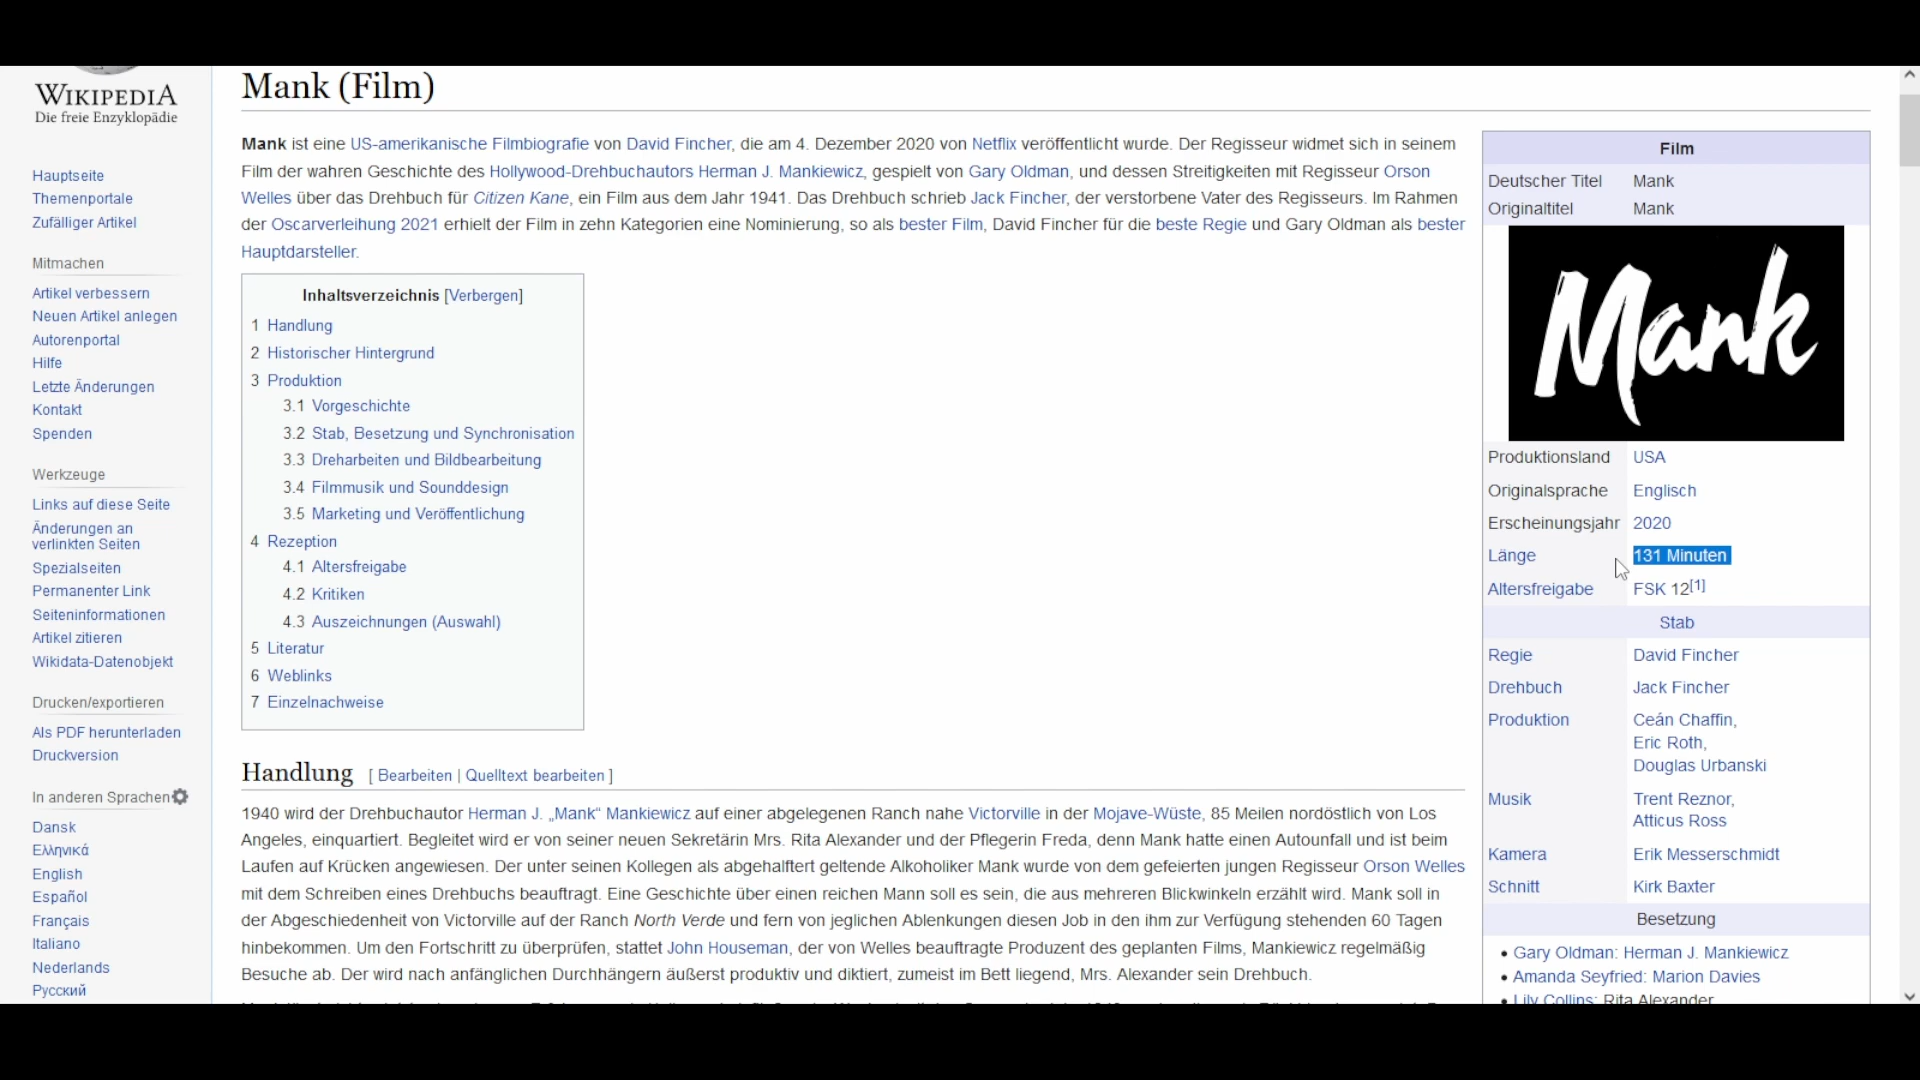 WIKIPEDIA
Die freie Enzyklopädie
Hauptseite
Themenportale
Zufälliger Artikel
Mitmachen
Artikel verbessern
Neuen Artikel anlegen
Autorenportal
Hilfe
Letzte Änderungen
Kontakt
Spenden
Werkzeuge
Links auf diese Seite
Änderungen an
verlinkten Seiten
Spezialseiten
Permanenter Link
Seiteninformationen
Artikel zitieren
Wikidata-Datenobjekt
Drucken/exportieren
Als PDF herunterladen
Druckversion
In anderen Sprachen
Dansk
Ελληνικά
English
Español
Français
Italiano
Nederlands
Русский
Mank (Film)
Mank ist eine US-amerikanische Filmbiografie von David Fincher, die am 4. Dezember 2020 von Netflix veröffentlicht wurde. Der Regisseur widmet sich in seinem
Film der wahren Geschichte des Hollywood-Drehbuchautors Herman J. Mankiewicz, gespielt von Gary Oldman, und dessen Streitigkeiten mit Regisseur Orson
Welles über das Drehbuch für Citizen Kane, ein Film aus dem Jahr 1941. Das Drehbuch schrieb Jack Fincher, der verstorbene Vater des Regisseurs. Im Rahmen
der Oscarverleihung 2021 erhielt der Film in zehn Kategorien eine Nominierung, so als bester Film, David Fincher für die beste Regie und Gary Oldman als bester
Hauptdarsteller.
Inhaltsverzeichnis [Verbergen]
1 Handlung
2 Historischer Hintergrund
3 Produktion
3.1 Vorgeschichte
3.2 Stab, Besetzung und Synchronisation
3.3 Dreharbeiten und Bildbearbeitung
3.4 Filmmusik und Sounddesign
3.5 Marketing und Veröffentlichung
4 Rezeption
4.1 Altersfreigabe
4.2 Kritiken
4.3 Auszeichnungen (Auswahl)
5 Literatur
6 Weblinks
7 Einzelnachweise
Handlung [ Bearbeiten | Quelltext bearbeiten ]
1940 wird der Drehbuchautor Herman J. „Mank“ Mankiewicz auf einer abgelegenen Ranch nahe Victorville in der Mojave-Wüste, 85 Meilen nordöstlich von Los
Angeles, einquartiert. Begleitet wird er von seiner neuen Sekretärin Mrs. Rita Alexander und der Pflegerin Freda, denn Mank hatte einen Autounfall und ist beim
Laufen auf Krücken angewiesen. Der unter seinen Kollegen als abgehalftert geltende Alkoholiker Mank wurde von dem gefeierten jungen Regisseur Orson Welles
mit dem Schreiben eines Drehbuchs beauftragt. Eine Geschichte über einen reichen Mann soll es sein, die aus mehreren Blickwinkeln erzählt wird. Mank soll in
der Abgeschiedenheit von Victorville auf der Ranch North Verde und fern von jeglichen Ablenkungen diesen Job in den ihm zur Verfügung stehenden 60 Tagen
hinbekommen. Um den Fortschritt zu überprüfen, stattet John Houseman, der von Welles beauftragte Produzent des geplanten Films, Mankiewicz regelmäßig
Besuche ab. Der wird nach anfänglichen Durchhängern äußerst produktiv und diktiert, zumeist im Bett liegend, Mrs. Alexander sein Drehbuch.
Film
Deutscher Titel Mank
Originaltitel Mank
Mank
Produktionsland USA
Originalsprache Englisch
Erscheinungsjahr 2020
Länge 131 Minuten
Altersfreigabe FSK 12[1]
Stab
Regie David Fincher
Drehbuch Jack Fincher
Produktion Ceán Chaffin,
Eric Roth,
Douglas Urbanski
Musik Trent Reznor,
Atticus Ross
Kamera Erik Messerschmidt
Schnitt Kirk Baxter
Besetzung
• Gary Oldman: Herman J. Mankiewicz
• Amanda Seyfried: Marion Davies
• Lily Collins: Rita Alexander